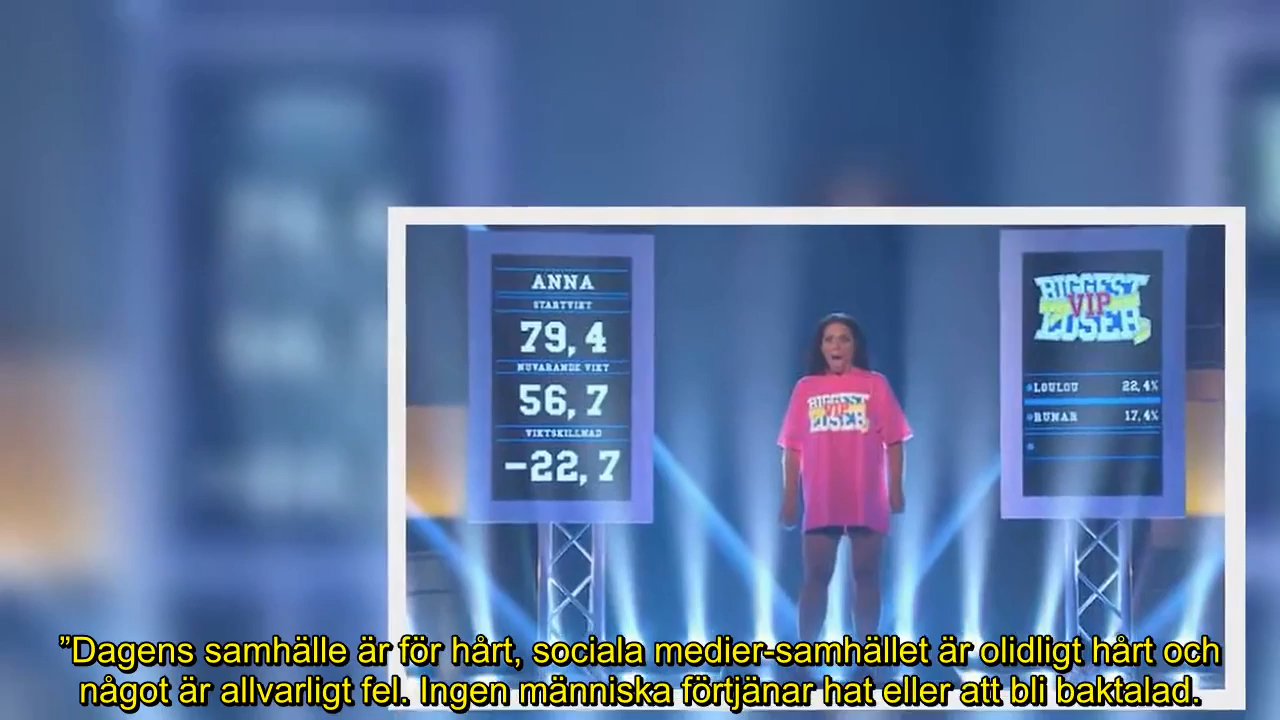 ANNA
STARTVIKT
79,4
NUVARANDE VIKT
56,7
VIKTSKILLNAD
-22,7
BIGGEST
VIP
LOSER
LOULOU 22,4%
RUNAR 17,4%
BIGGEST
VIP
LOSER
”Dagens samhälle är för hårt, sociala medier-samhället är olidligt hårt och
något är allvarligt fel. Ingen människa förtjänar hat eller att bli baktalad.